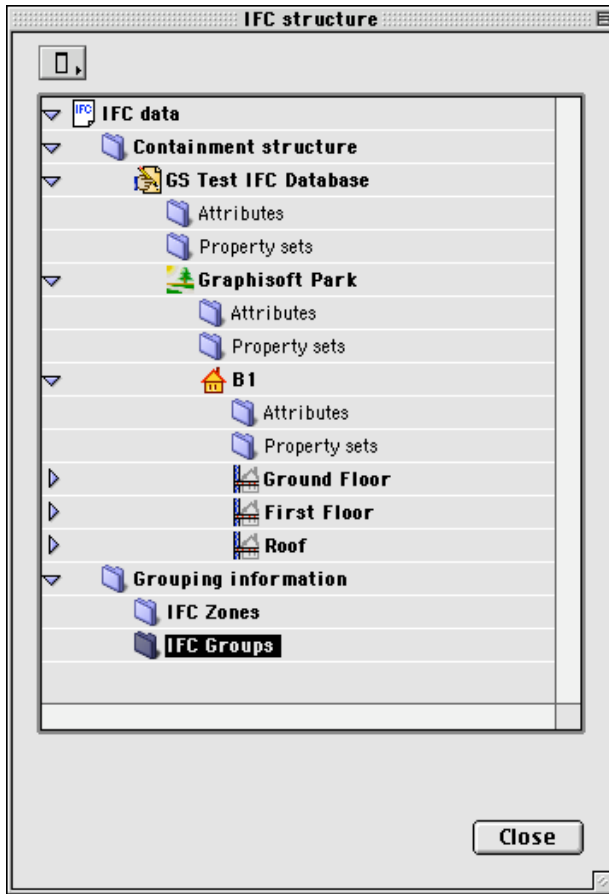 IFC structure
IFC
IFC data
Containment structure
GS Test IFC Database
Attributes
Property sets
Graphisoft Park
Attributes
Property sets
B1
Attributes
Property sets
Ground Floor
First Floor
Roof
Grouping information
IFC Zones
IFC Groups
Close